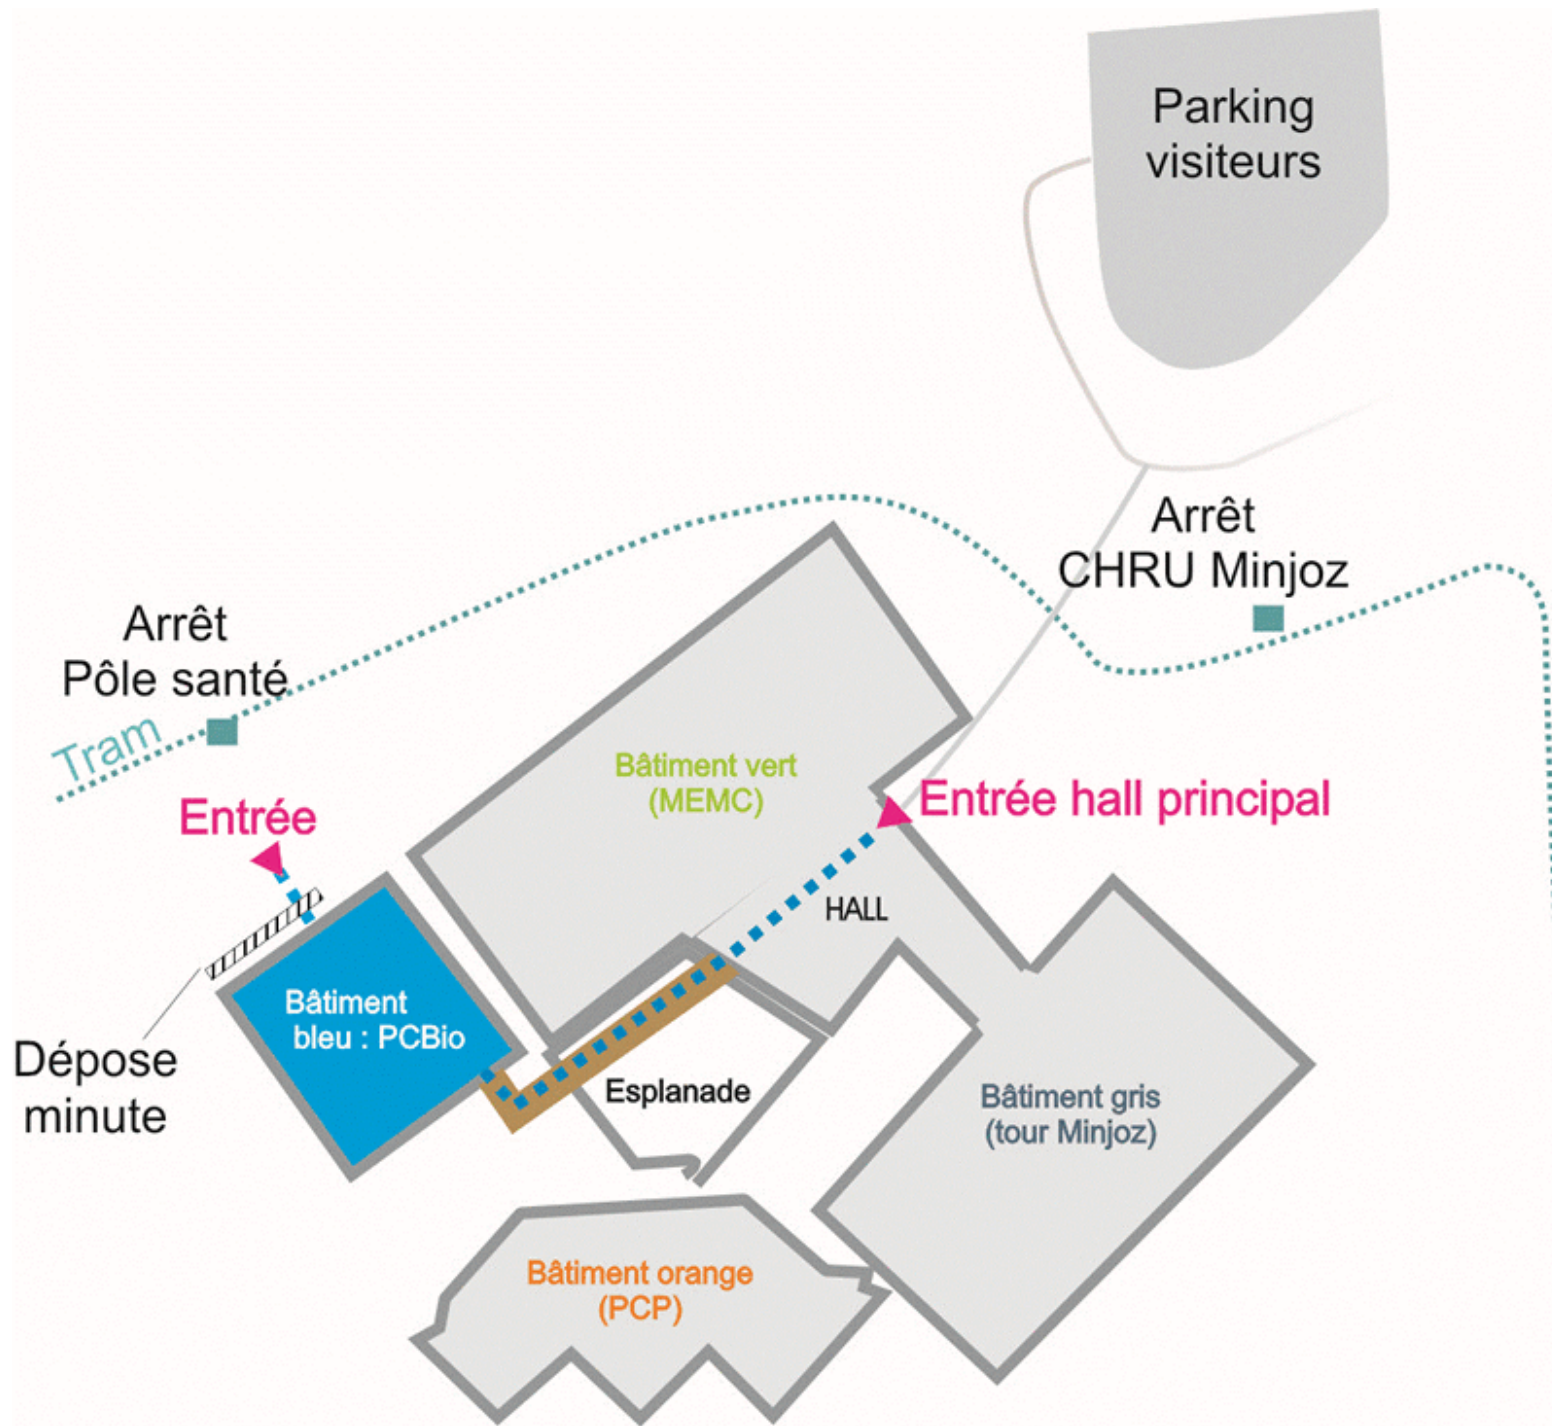 Parking
visiteurs
Arrêt
CHRU Minjoz
Arrêt
Pôle santé
Tram
Entrée
Bâtiment vert
(MEMC)
Entrée hall principal
HALL
Bâtiment
bleu : PCBio
Dépose
minute
Esplanade
Bâtiment gris
(tour Minjoz)
Bâtiment orange
(PCP)